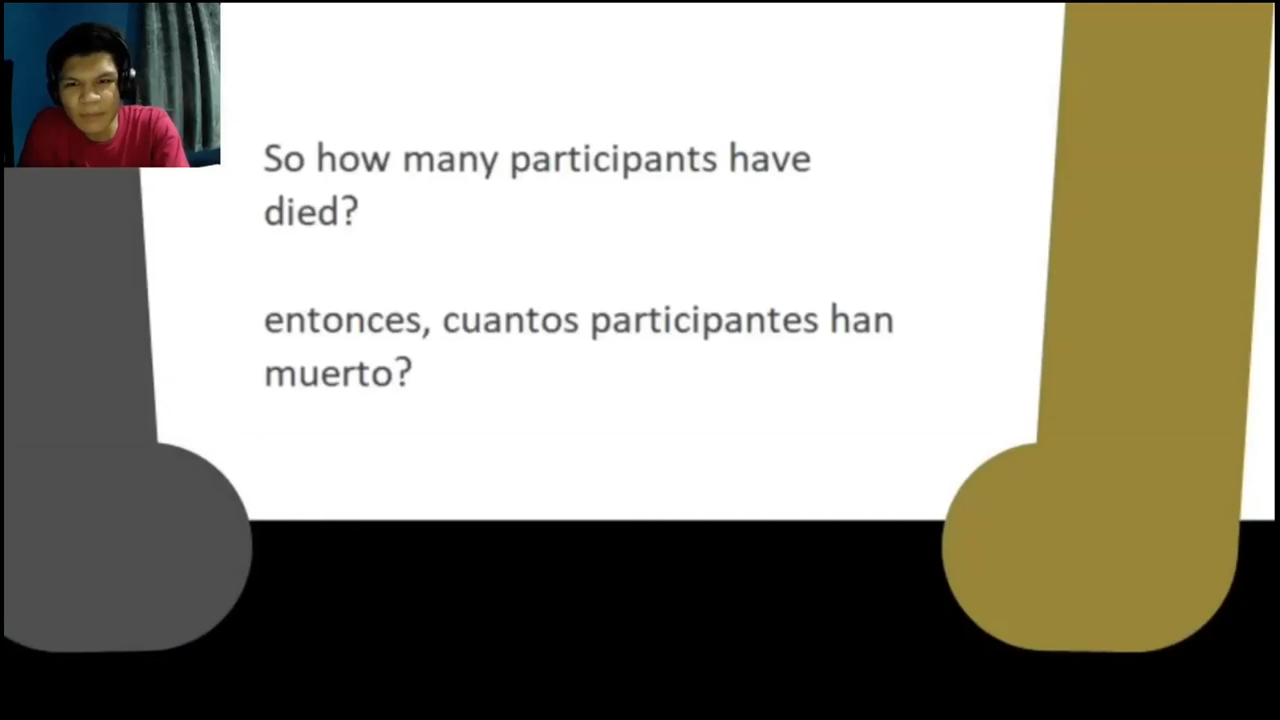 So how many participants have
died?
entonces, cuantos participantes han
muerto?